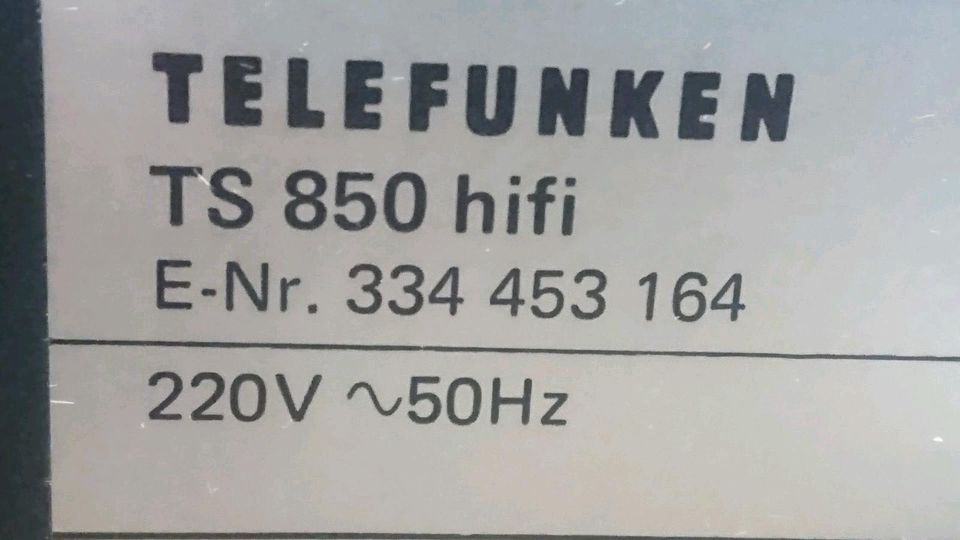 TELEFUNKEN
TS 850 hifi
E-Nr. 334 453 164
220V ~50Hz